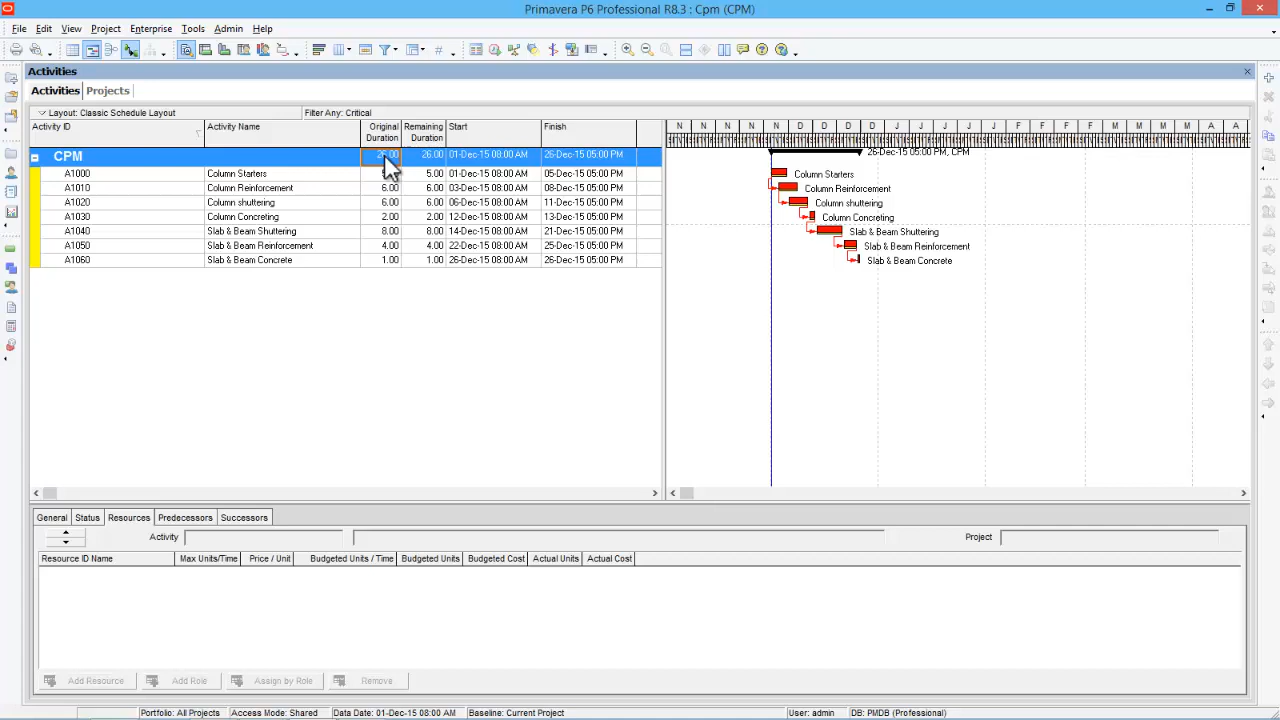 Primavera P6 Professional R8.3 : Cpm (CPM)
File Edit View Project Enterprise Tools Admin Help
Activities
Activities Projects
Layout: Classic Schedule Layout Filter Any: Critical
Activity ID Activity Name Original Duration Remaining Duration Start Finish
N N N N N D D D D J J J J F F F F M M M M A A
CPM 26.00 26.00 01-Dec-15 08:00 AM 26-Dec-15 05:00 PM 26-Dec-15 05:00 PM, CPM
A1000 Column Starters 5.00 01-Dec-15 08:00 AM 05-Dec-15 05:00 PM Column Starters
A1010 Column Reinforcement 6.00 6.00 03-Dec-15 08:00 AM 08-Dec-15 05:00 PM Column Reinforcement
A1020 Column shuttering 6.00 6.00 06-Dec-15 08:00 AM 11-Dec-15 05:00 PM Column shuttering
A1030 Column Concreting 2.00 2.00 12-Dec-15 08:00 AM 13-Dec-15 05:00 PM Column Concreting
A1040 Slab & Beam Shuttering 8.00 8.00 14-Dec-15 08:00 AM 21-Dec-15 05:00 PM Slab & Beam Shuttering
A1050 Slab & Beam Reinforcement 4.00 4.00 22-Dec-15 08:00 AM 25-Dec-15 05:00 PM Slab & Beam Reinforcement
A1060 Slab & Beam Concrete 1.00 1.00 26-Dec-15 08:00 AM 26-Dec-15 05:00 PM Slab & Beam Concrete
General Status Resources Predecessors Successors
Activity Project
Resource ID Name Max Units/Time Price / Unit Budgeted Units / Time Budgeted Units Budgeted Cost Actual Units Actual Cost
Add Resource Add Role Assign by Role Remove
Portfolio: All Projects Access Mode: Shared Data Date: 01-Dec-15 08:00 AM Baseline: Current Project User: admin DB: PMDB (Professional)